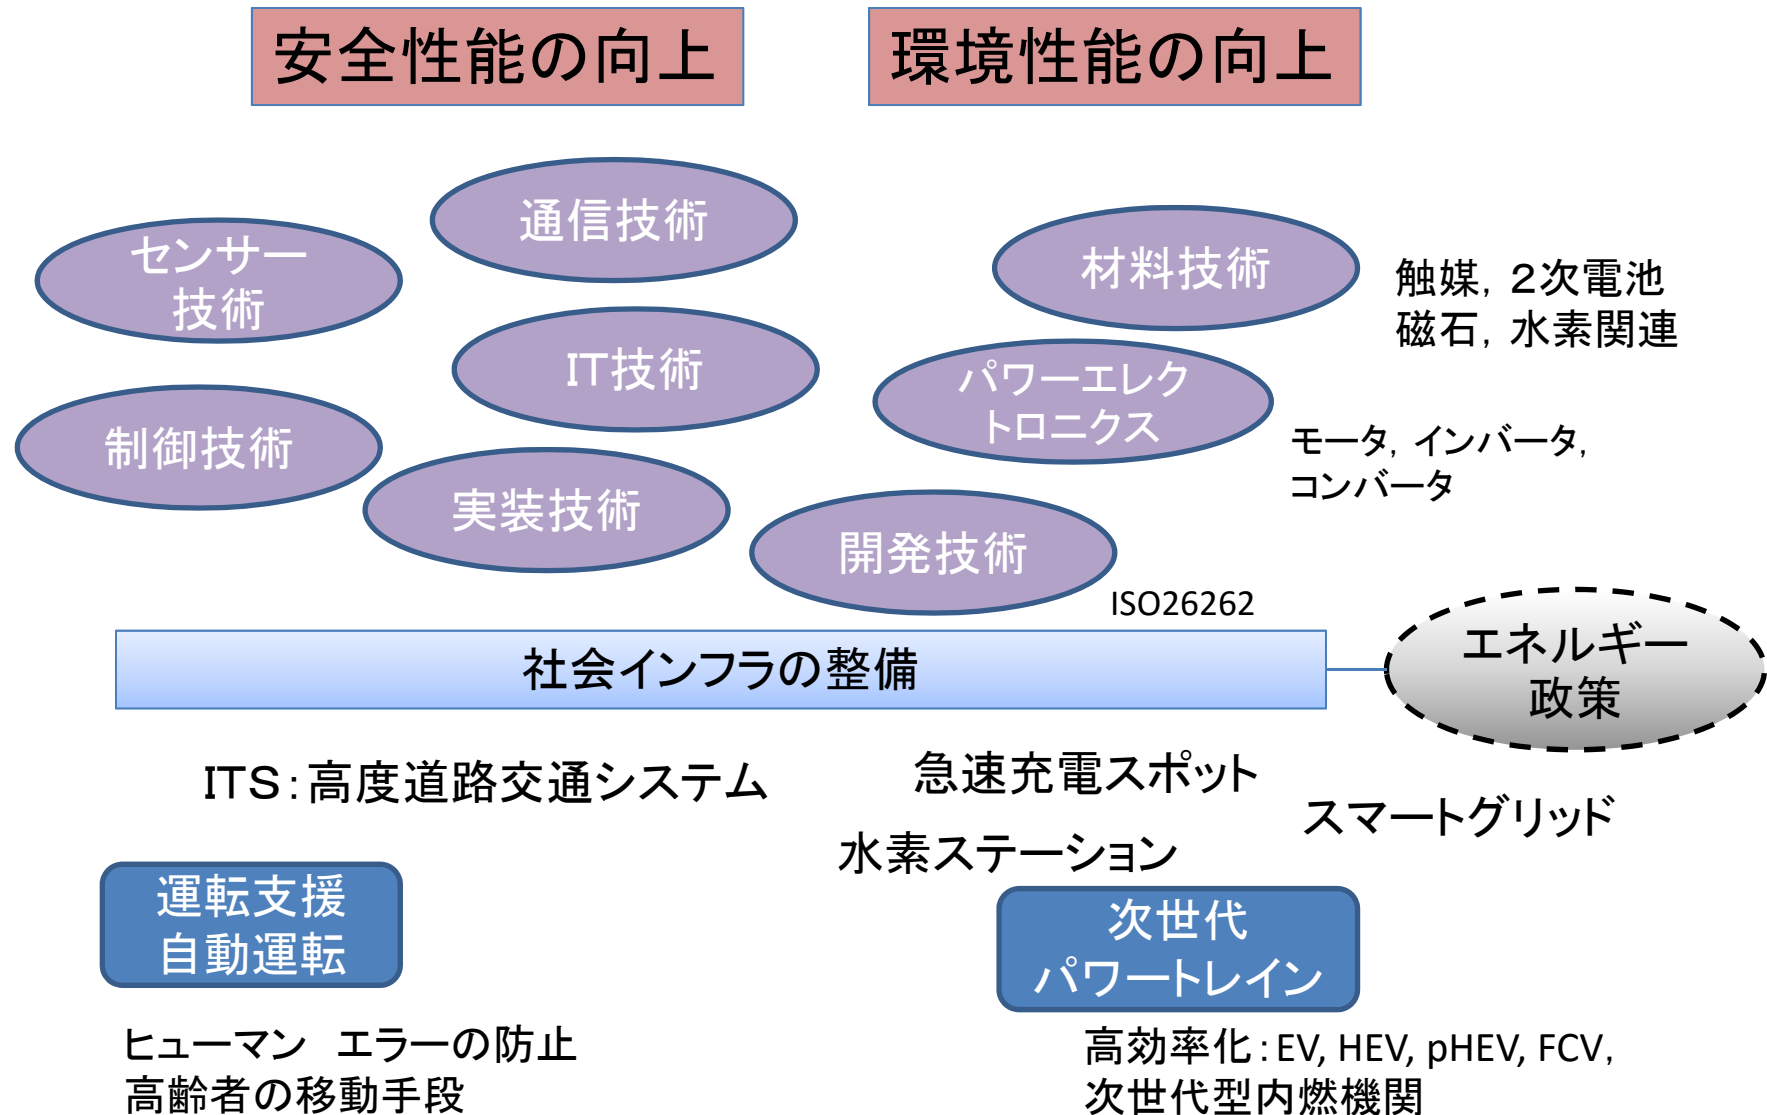 安全性能の向上
環境性能の向上
通信技術
センサー
技術
材料技術
触媒，２次電池
磁石，水素関連
IT技術
パワーエレク
トロニクス
制御技術
モータ，インバータ，
コンバータ
実装技術
開発技術
ISO26262
社会インフラの整備
エネルギー
政策
ITS：高度道路交通システム
急速充電スポット
スマートグリッド
水素ステーション
運転支援
自動運転
次世代
パワートレイン
ヒューマン　エラーの防止
高齢者の移動手段
高効率化：EV, HEV, pHEV, FCV，
次世代型内燃機関